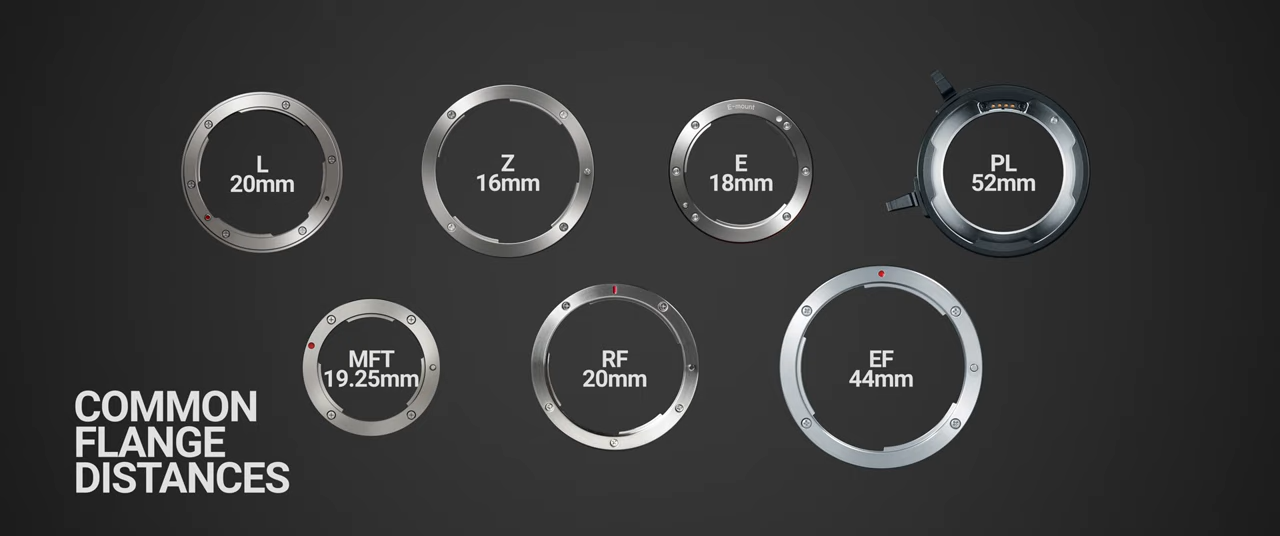 L
20mm
Z
16mm
E-mount
E
18mm
PL
52mm
MFT
19.25mm
RF
20mm
EF
44mm
COMMON
FLANGE
DISTANCES